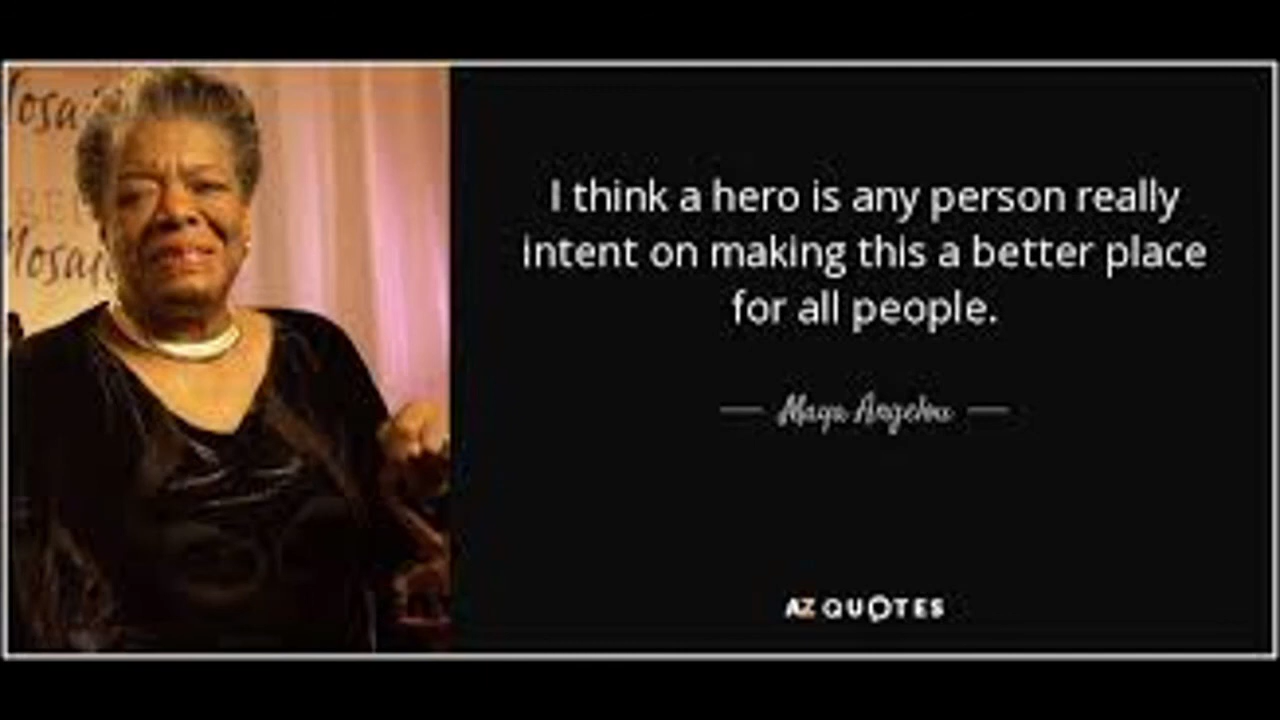 Mosaic
I think a hero is any person really
intent on making this a better place
for all people.
— Maya Angelou —
AZ QUOTES